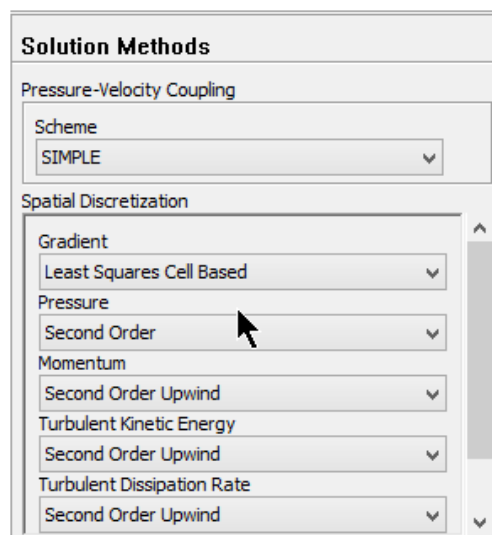 Solution Methods
Pressure-Velocity Coupling
Scheme
SIMPLE
Spatial Discretization
Gradient
Least Squares Cell Based
Pressure
Second Order
Momentum
Second Order Upwind
Turbulent Kinetic Energy
Second Order Upwind
Turbulent Dissipation Rate
Second Order Upwind